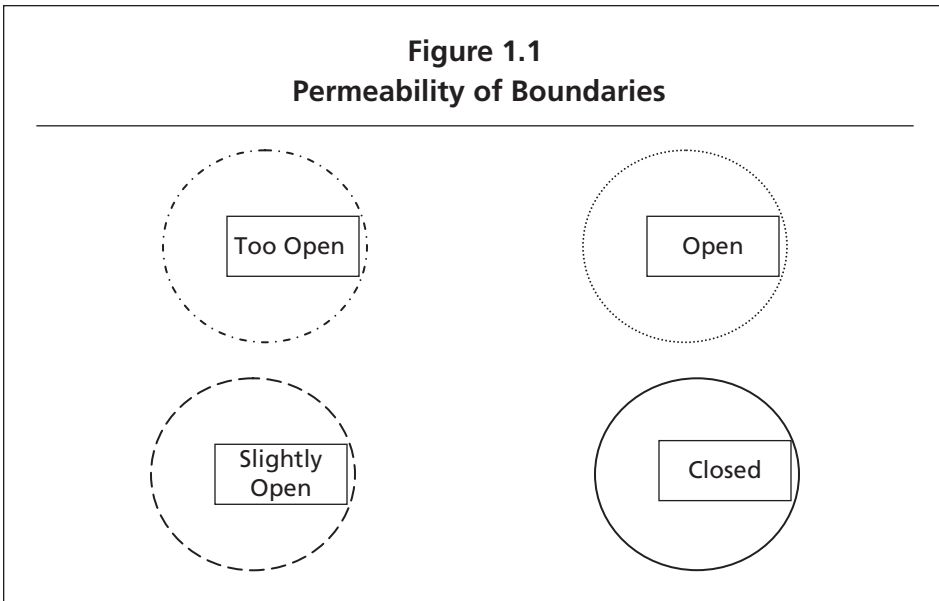 Figure 1.1
Permeability of Boundaries
Too Open
Open
Slightly
Open
Closed